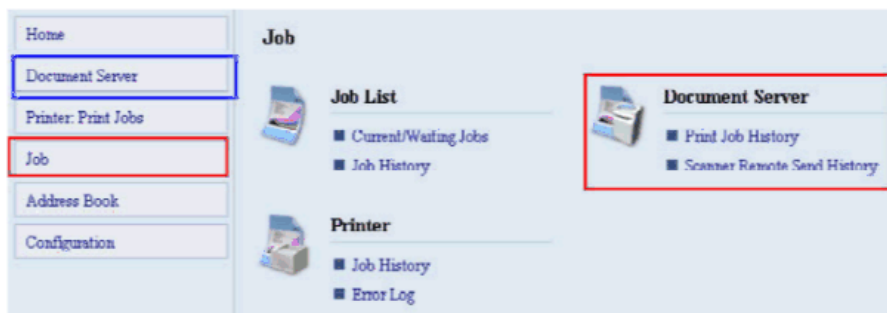 Home
Document Server
Printer: Print Jobs
Job
Address Book
Configuration
Job
Job List
Current/Waiting Jobs
Job History
Document Server
Print Job History
Scanner Remote Send History
Printer
Job History
Error Log